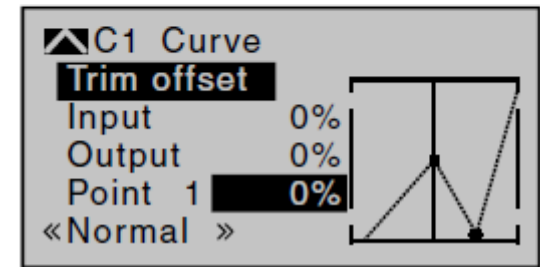 C1 Curve
Trim offset
Input 0%
Output 0%
Point 1 0%
«Normal »